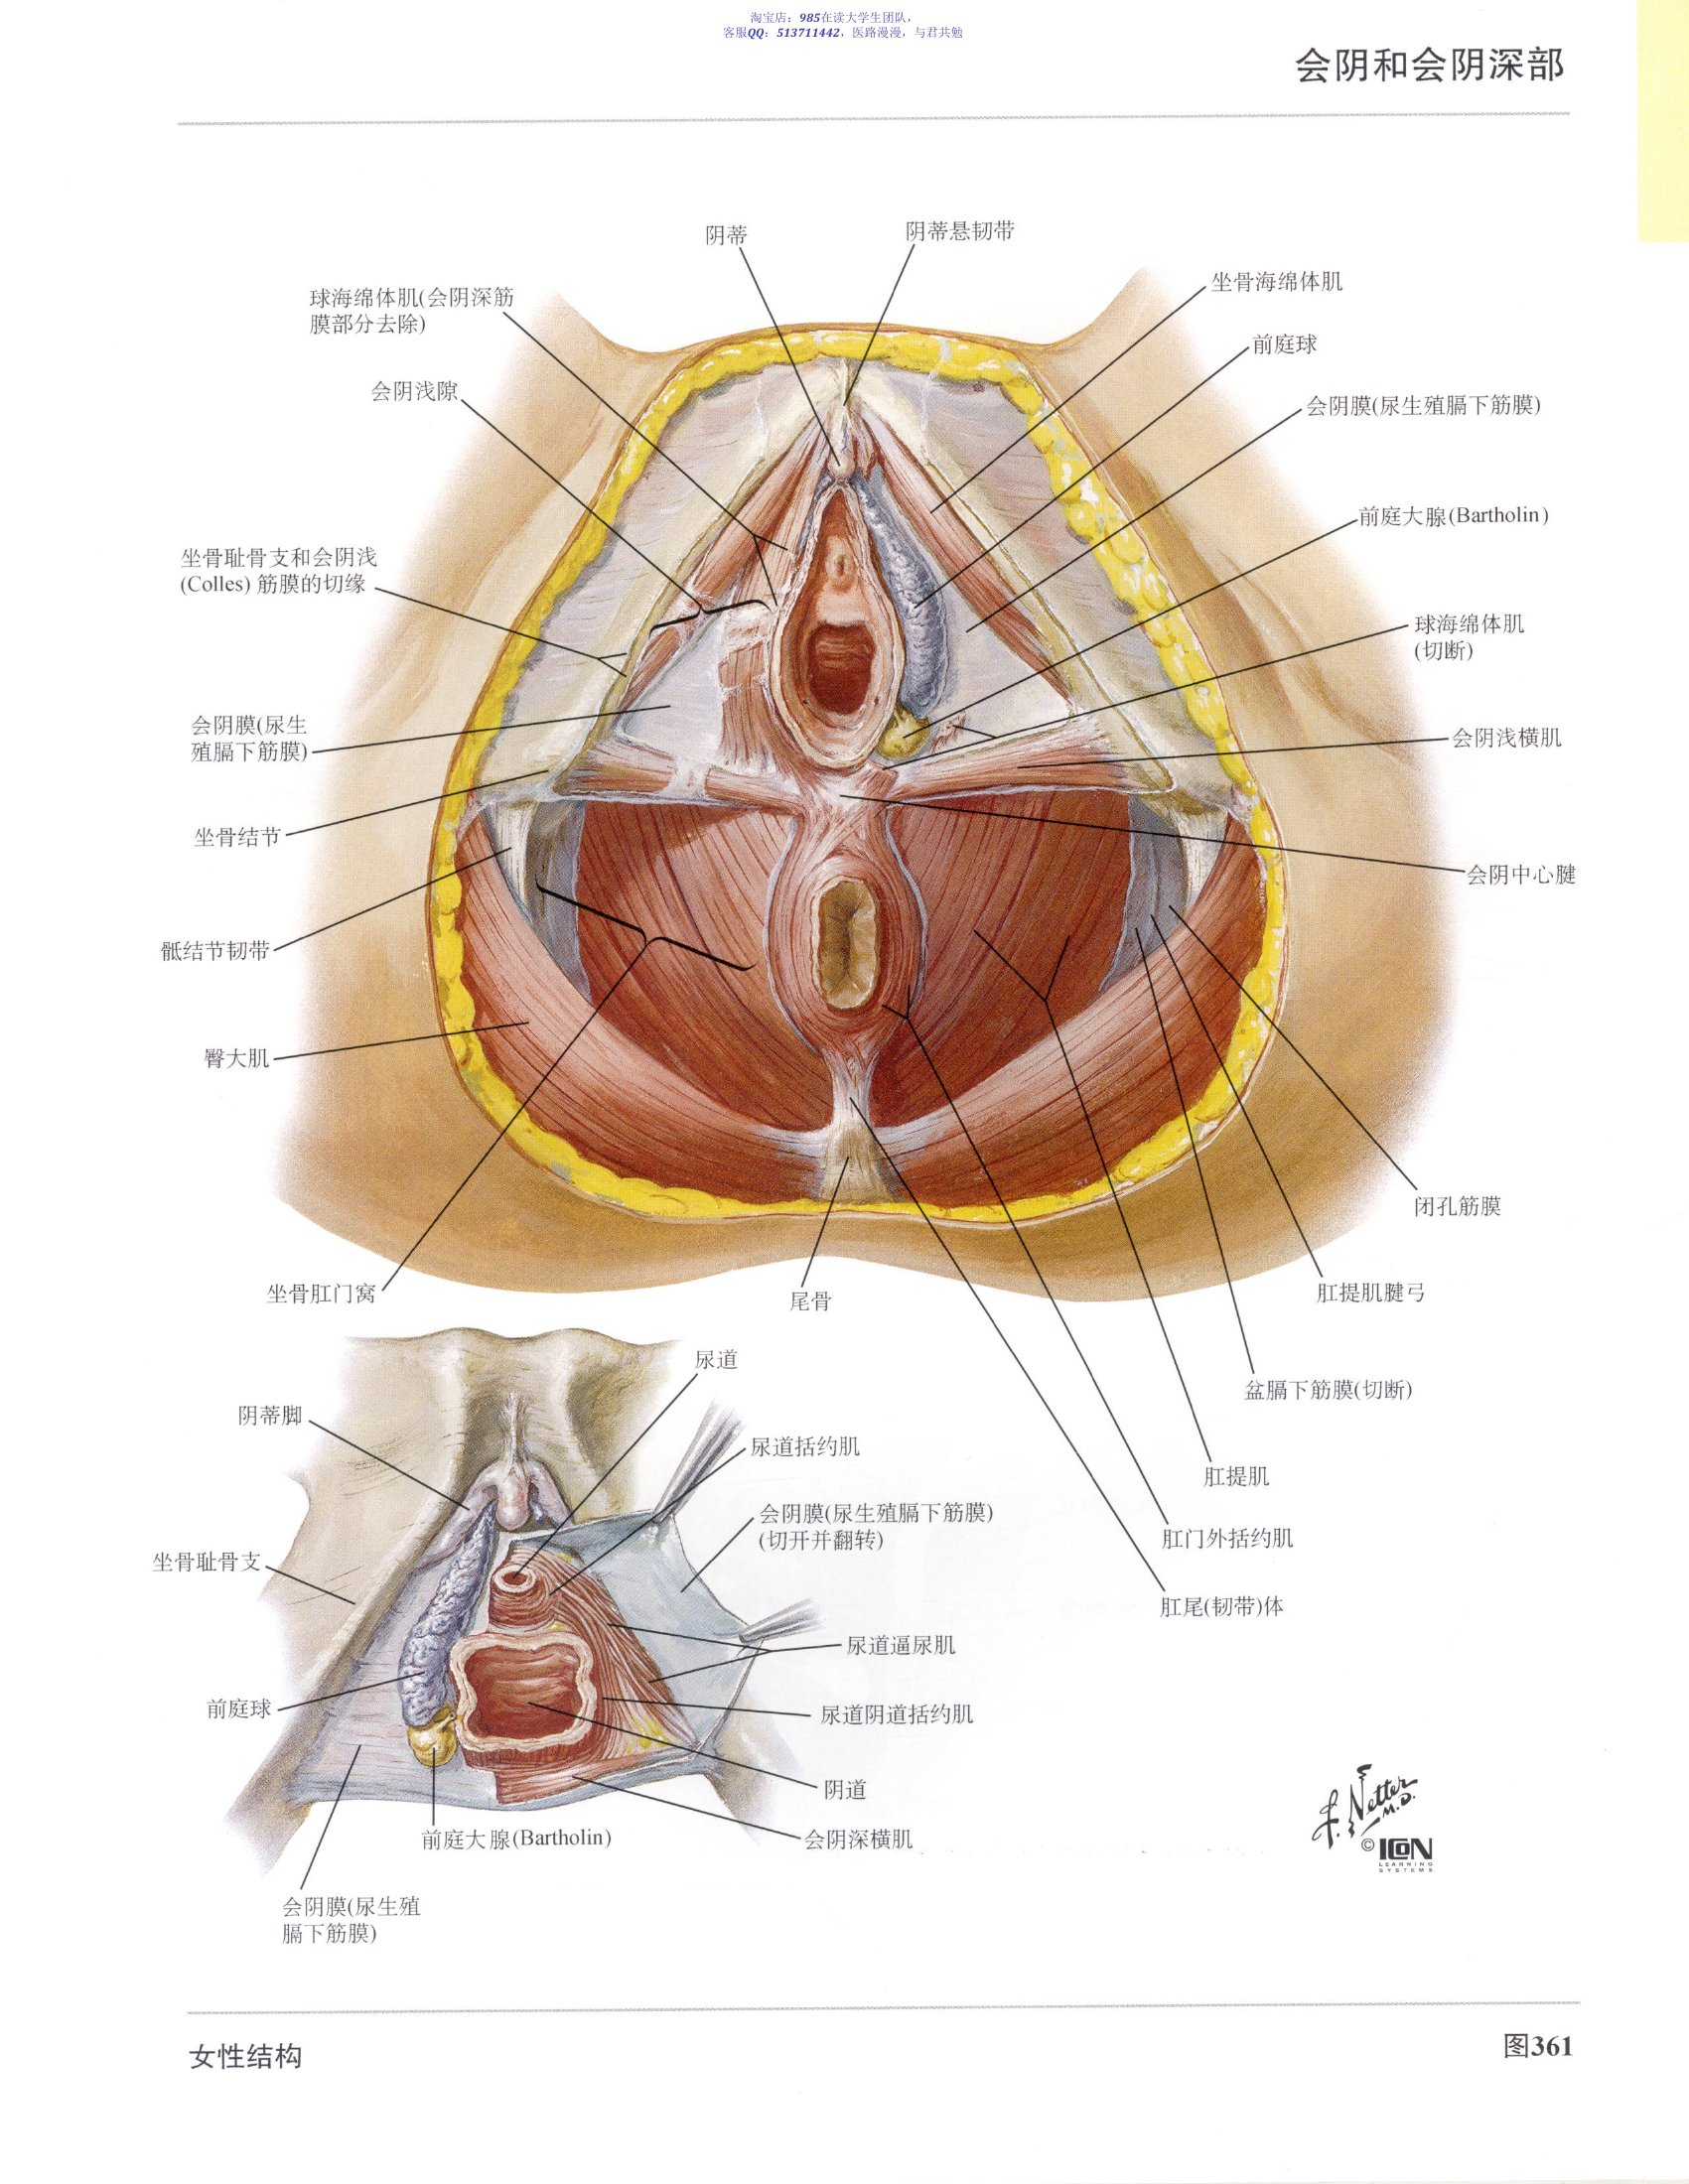 淘宝店：985在读大学生团队，
客服QQ：513711442，医路漫漫，与君共勉
会阴和会阴深部
阴蒂
阴蒂悬韧带
球海绵体肌(会阴深筋
膜部分去除)
会阴浅隙
坐骨耻骨支和会阴浅
(Colles) 筋膜的切缘
会阴膜(尿生
殖膈下筋膜)
坐骨结节
骶结节韧带
臀大肌
坐骨肛门窝
坐骨海绵体肌
前庭球
会阴膜(尿生殖膈下筋膜)
前庭大腺(Bartholin)
球海绵体肌
(切断)
会阴浅横肌
会阴中心腱
闭孔筋膜
肛提肌腱弓
盆膈下筋膜(切断)
肛提肌
肛门外括约肌
肛尾(韧带)体
尾骨
尿道
阴蒂脚
尿道括约肌
会阴膜(尿生殖膈下筋膜)
(切开并翻转)
坐骨耻骨支
尿道逼尿肌
前庭球
尿道阴道括约肌
阴道
前庭大腺(Bartholin)
会阴深横肌
会阴膜(尿生殖
膈下筋膜)
F. Netter
M.D.
© ICON
LEARNING
SYSTEMS
女性结构
图361